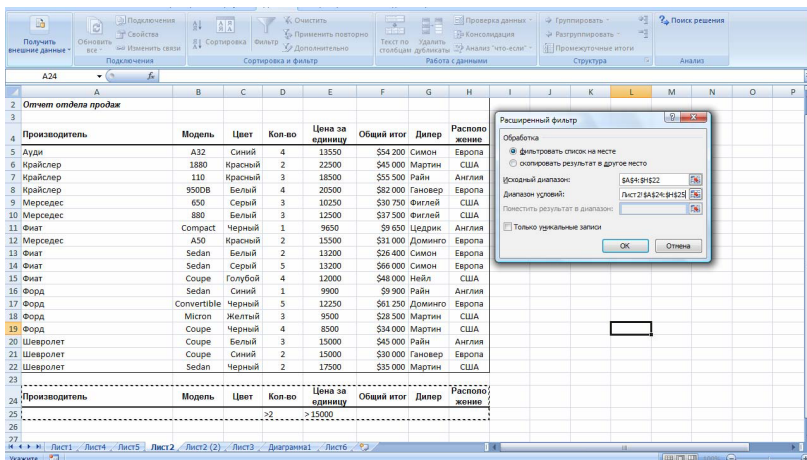 Получить внешние данные
Обновить все
Подключения
Свойства
Изменить связи
Подключения
Сортировка
Фильтр
Очистить
Применить повторно
Дополнительно
Сортировка и фильтр
Текст по столбцам
Удалить дубликаты
Проверка данных
Консолидация
Анализ "что-если"
Работа с данными
Группировать
Разгруппировать
Промежуточные итоги
Структура
Поиск решения
Анализ
A24 fx
A B C D E F G H I J K L M N O P
2 Отчет отдела продаж
3
4 Производитель Модель Цвет Кол-во Цена за единицу Общий итог Дилер Располо жение
5 Ауди A32 Синий 4 13550 $54 200 Симон Европа
6 Крайслер 1880 Красный 2 22500 $45 000 Мартин США
7 Крайслер 110 Красный 3 18500 $55 500 Райн Англия
8 Крайслер 950DB Белый 4 20500 $82 000 Гановер Европа
9 Мерседес 650 Серый 3 10250 $30 750 Фиглей США
10 Мерседес 880 Белый 3 12500 $37 500 Фиглей США
11 Фиат Compact Черный 1 9650 $9 650 Цедрик Англия
12 Мерседес A50 Красный 2 15500 $31 000 Доминго Европа
13 Фиат Sedan Белый 2 13200 $26 400 Симон Европа
14 Фиат Sedan Серый 5 13200 $66 000 Симон Европа
15 Фиат Coupe Голубой 4 12000 $48 000 Нейл США
16 Форд Sedan Синий 1 9900 $9 900 Райн Англия
17 Форд Convertible Черный 5 12250 $61 250 Доминго Европа
18 Форд Micron Желтый 3 9500 $28 500 Мартин США
19 Форд Coupe Черный 4 8500 $34 000 Мартин США
20 Шевролет Coupe Белый 3 15000 $45 000 Райн Англия
21 Шевролет Coupe Синий 2 15000 $30 000 Гановер Европа
22 Шевролет Sedan Черный 2 17500 $35 000 Мартин США
23
24 Производитель Модель Цвет Кол-во Цена за единицу Общий итог Дилер Располо жение
25 >2 >15000
26
27
Расширенный фильтр
Обработка
фильтровать список на месте
скопировать результат в другое место
Исходный диапазон: $A$4:$H$22
Диапазон условий: Лист2!$A$24:$H$25
Поместить результат в диапазон:
Только уникальные записи
ОК Отмена
Лист1 Лист4 Лист5 Лист2 Лист2 (2) Лист3 Диаграмма1 Лист6
Укажите